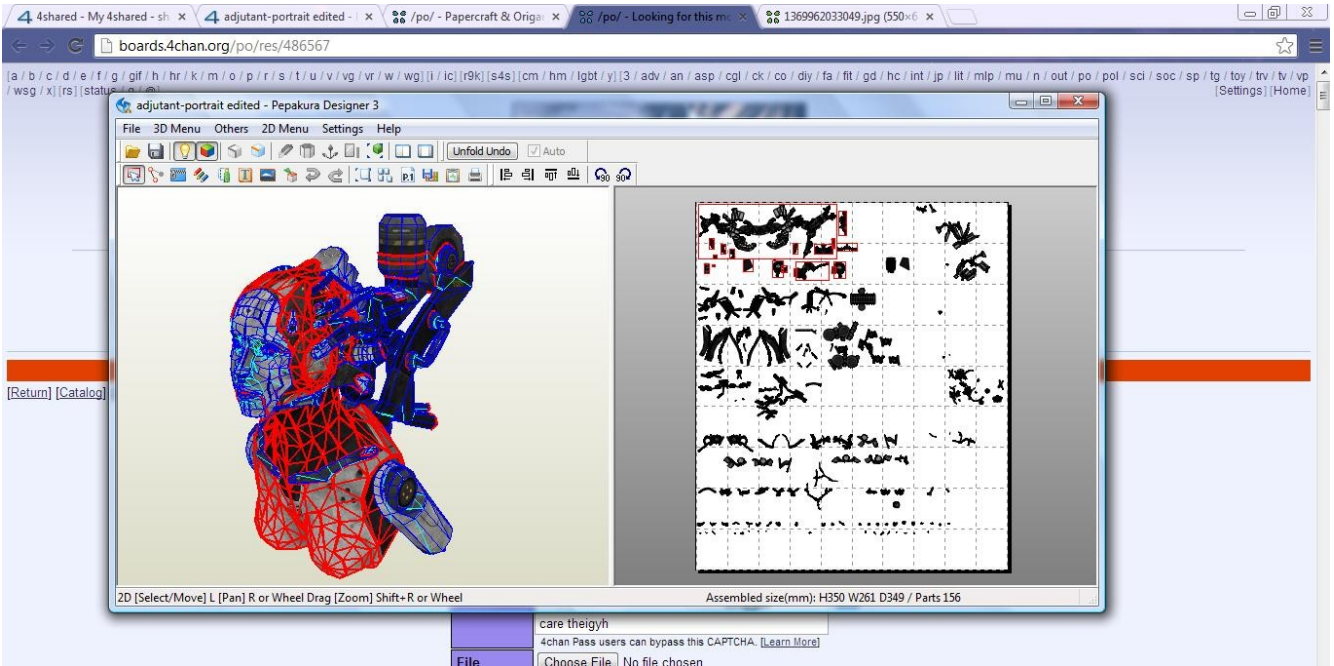 4shared - My 4shared - sh
adjutant-portrait edited -
/po/ - Papercraft & Origa
/po/ - Looking for this mo
1369962033049.jpg (550×6
boards.4chan.org/po/res/486567
[a / b / c / d / e / f / g / gif / h / hr / k / m / o / p / r / s / t / u / v / vg / vr / w / wg] [i / ic] [r9k] [s4s] [cm / hm / lgbt / y] [3 / adv / an / asp / cgl / ck / co / diy / fa / fit / gd / hc / int / jp / lit / mlp / mu / n / out / po / pol / sci / soc / sp / tg / toy / trv / tv / vp
/ wsg / x] [rs] [status / q / @]
[Settings] [Home]
adjutant-portrait edited - Pepakura Designer 3
File 3D Menu Others 2D Menu Settings Help
Unfold Undo Auto
P.1 90 90
[Return] [Catalog]
2D [Select/Move] L [Pan] R or Wheel Drag [Zoom] Shift+R or Wheel
Assembled size(mm): H350 W261 D349 / Parts 156
care theigyh
4chan Pass users can bypass this CAPTCHA. [Learn More]
File Choose File No file chosen